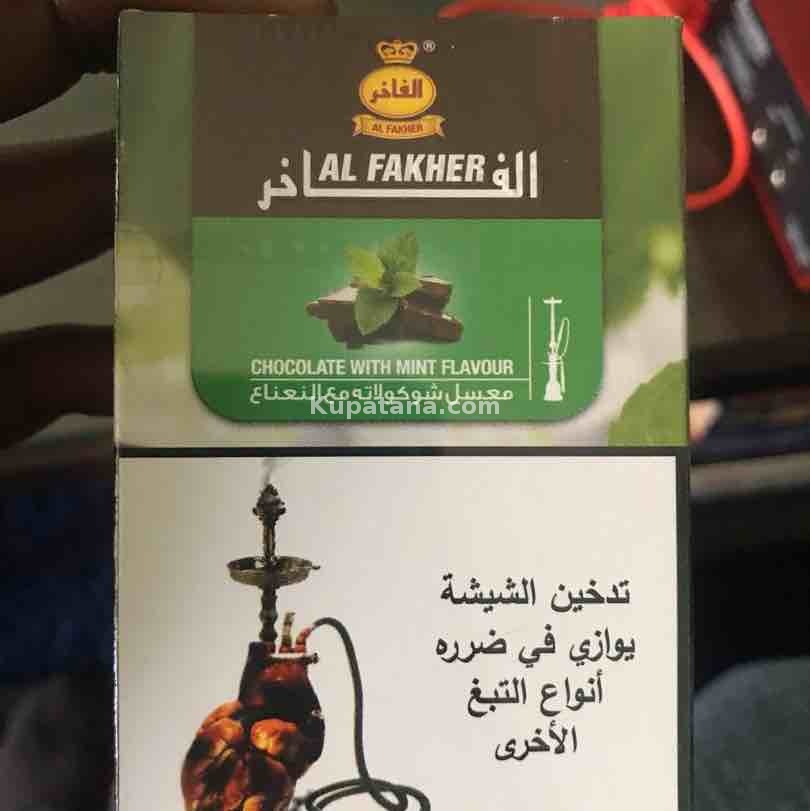 ®
الفاخر
AL FAKHER
الفاخر
AL FAKHER
CHOCOLATE WITH MINT FLAVOUR
معسل شوكولاته مع النعناع
Kupatana.com
تدخين الشيشة
يوازي في ضرره
أنواع التبغ
الأخرى